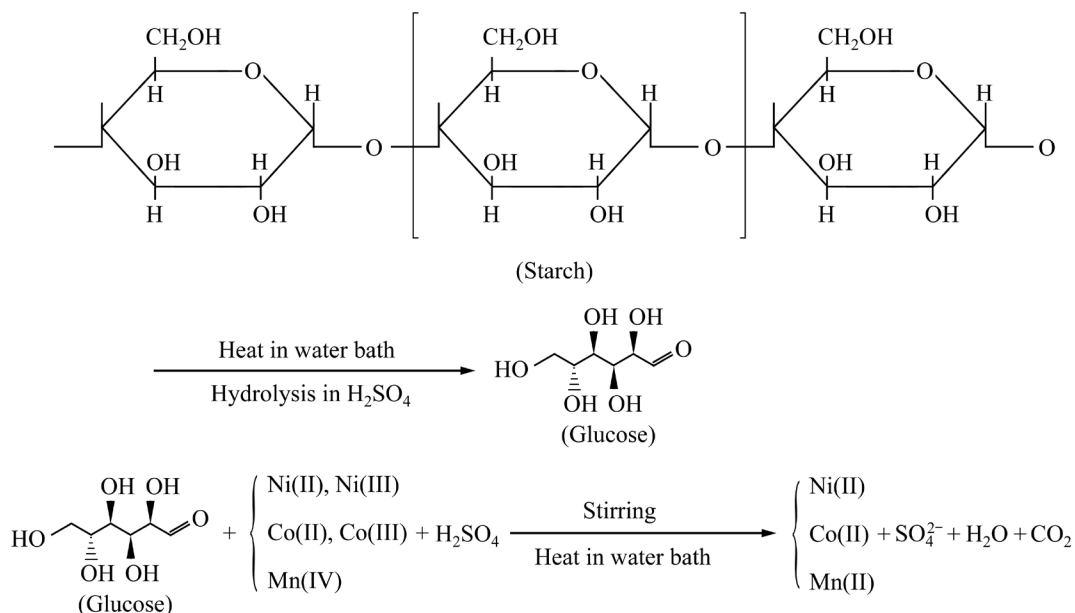 CH₂OH CH₂OH CH₂OH
O O O
H H H H H H
OH H OH H OH H
O O O
H OH H OH H OH
(Starch)
OH OH
Heat in water bath
HO O
Hydrolysis in H₂SO₄
OH OH
(Glucose)
OH OH Ni(II), Ni(III) Stirring Ni(II)
HO O + Co(II), Co(III) + H₂SO₄ Co(II) + SO₄²⁻ + H₂O + CO₂
OH OH Mn(IV) Heat in water bath Mn(II)
(Glucose)